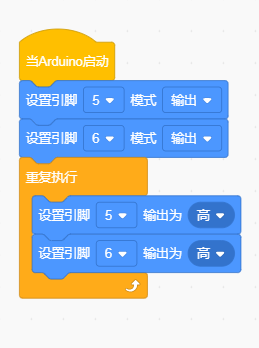 当Arduino启动
设置引脚 5 模式 输出
设置引脚 6 模式 输出
重复执行
设置引脚 5 输出为 高
设置引脚 6 输出为 高